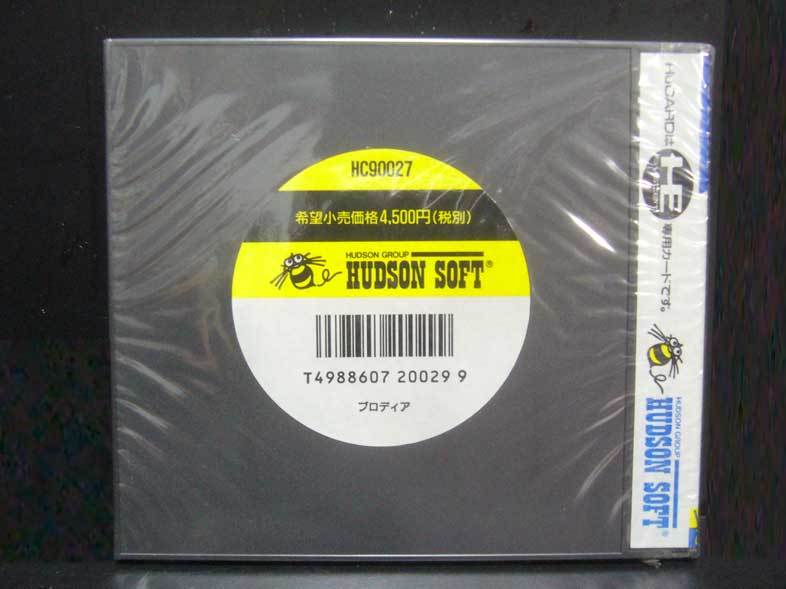 HC90027
希望小売価格4,500円(税別)
HUDSON GROUP
HUDSON SOFT®
T4988607 20029 9
ブロディア
HuCARDは
HE
専用カードです。
HUDSON GROUP
HUDSON SOFT®